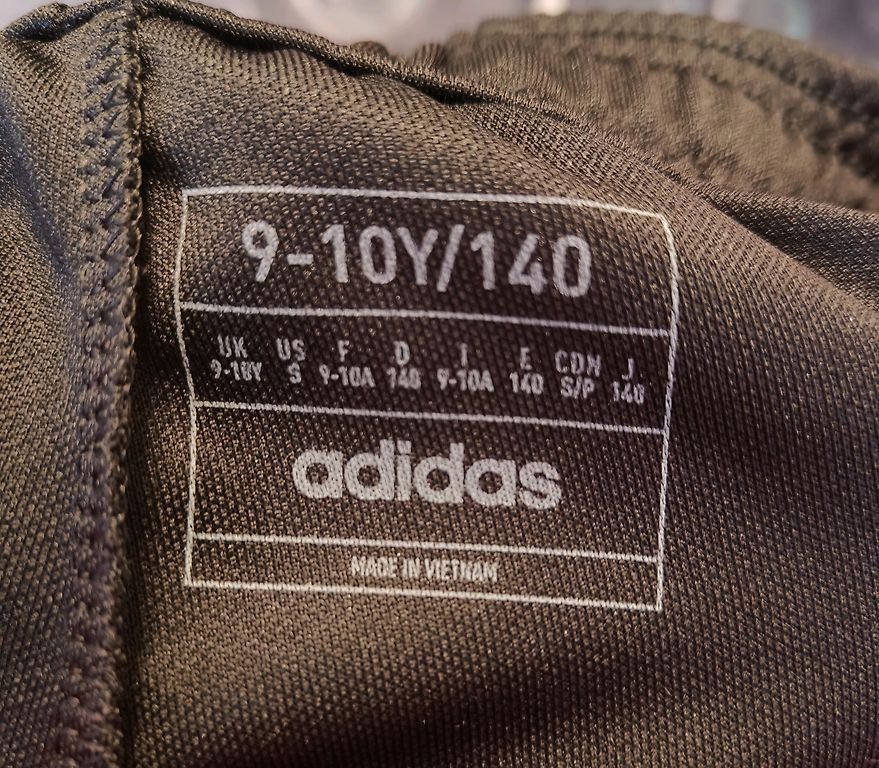 9-10Y/140
UK US F D I E CDN J
9-10Y S 9-10A 140 9-10A 140 S/P 140
adidas
MADE IN VIETNAM